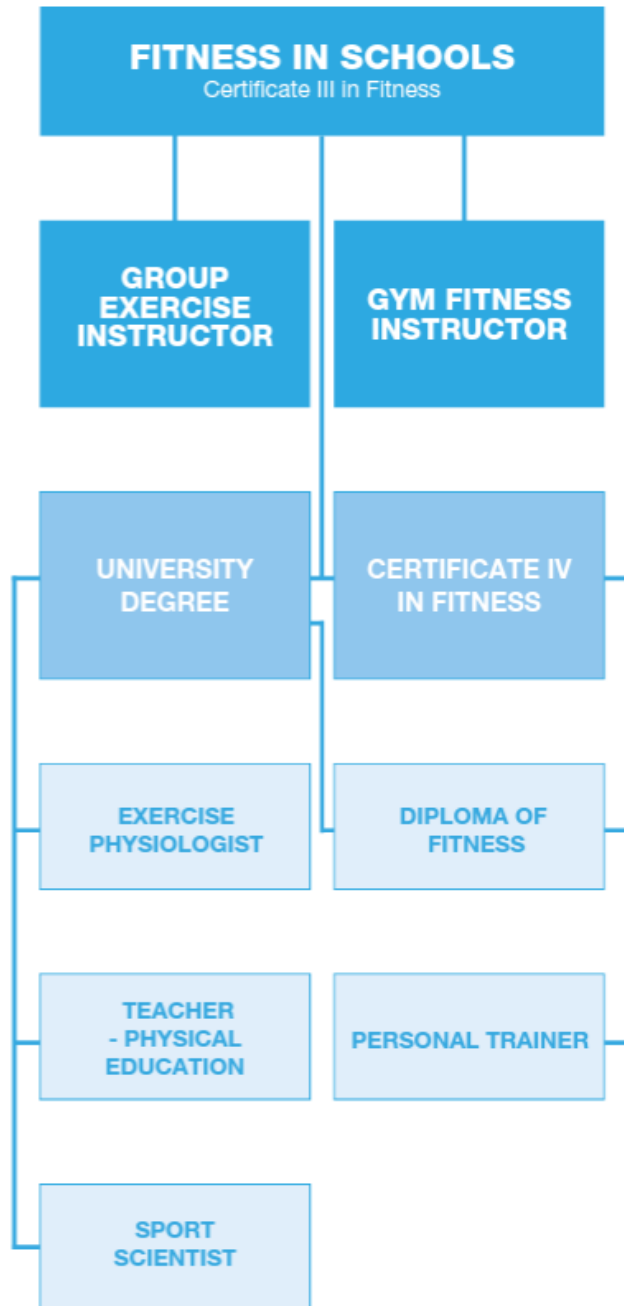 FITNESS IN SCHOOLS
Certificate III in Fitness
GROUP
EXERCISE
INSTRUCTOR
GYM FITNESS
INSTRUCTOR
UNIVERSITY
DEGREE
CERTIFICATE IV
IN FITNESS
EXERCISE
PHYSIOLOGIST
DIPLOMA OF
FITNESS
TEACHER
- PHYSICAL
EDUCATION
PERSONAL TRAINER
SPORT
SCIENTIST